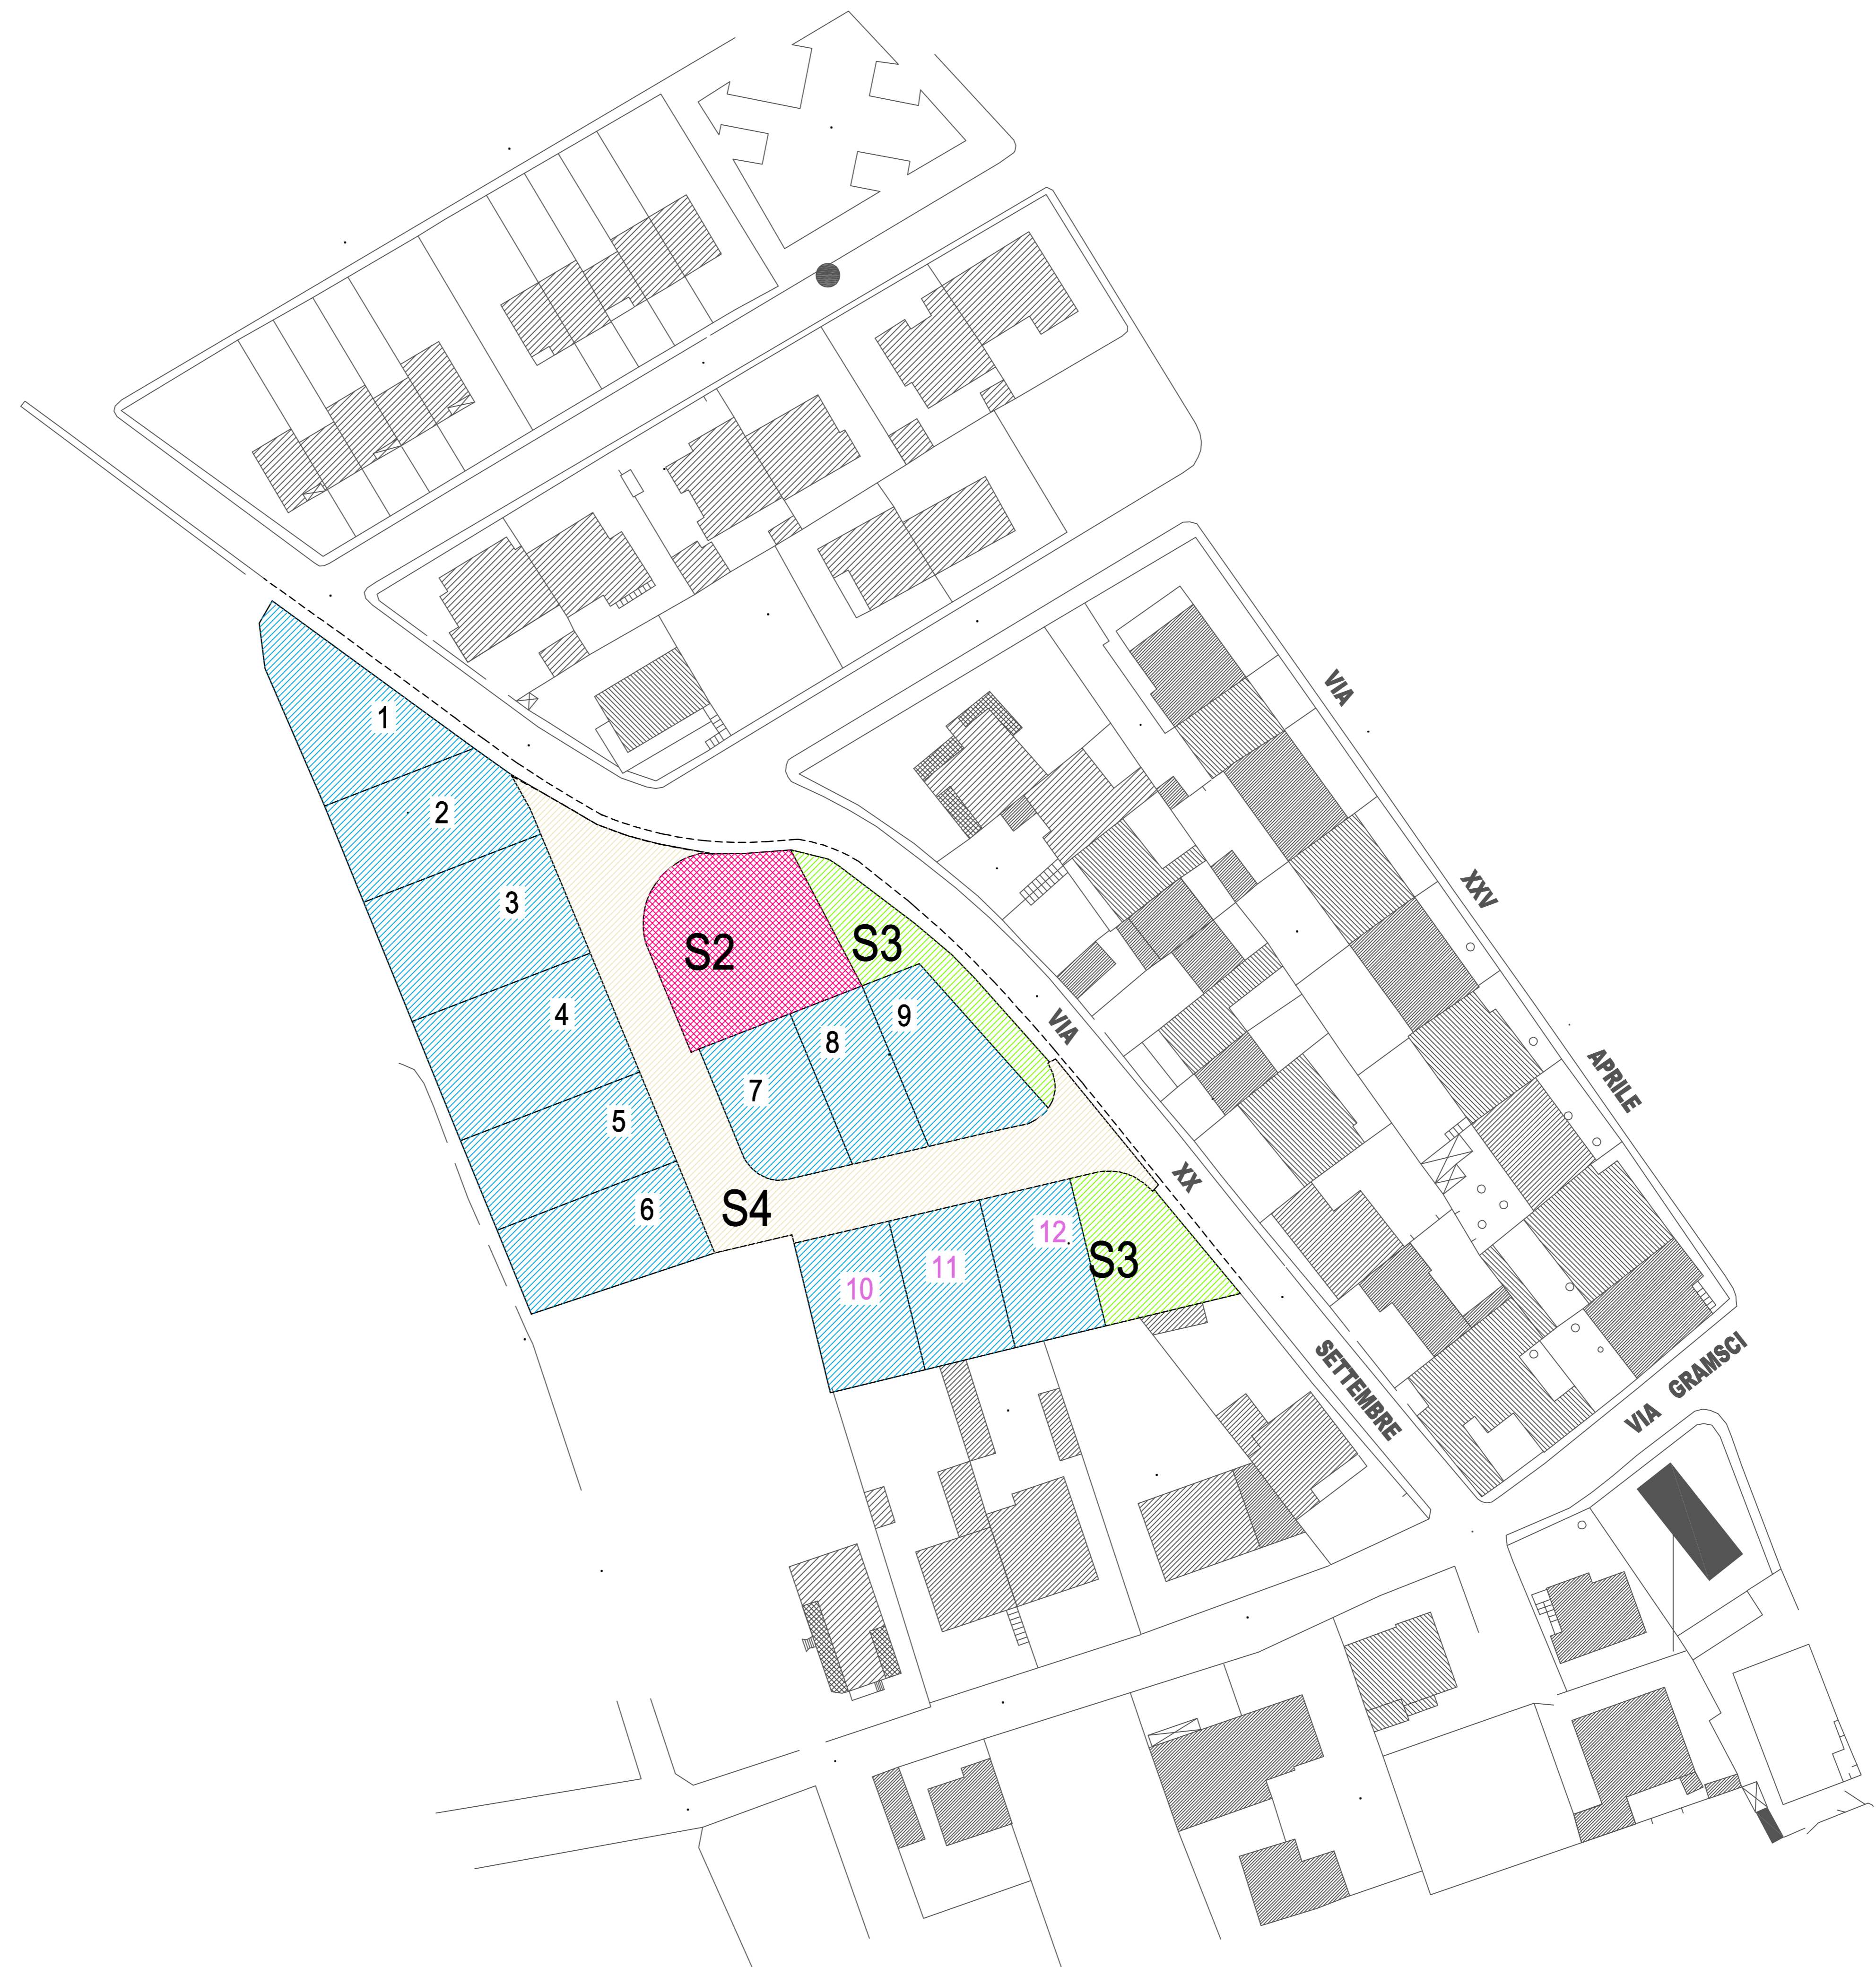 VIA
1
2
XXV
3
S2
S3
4
9
VIA
8
APRILE
7
5
XX
6
S4
12
S3
11
10
SETTEMBRE
VIA GRAMSCI